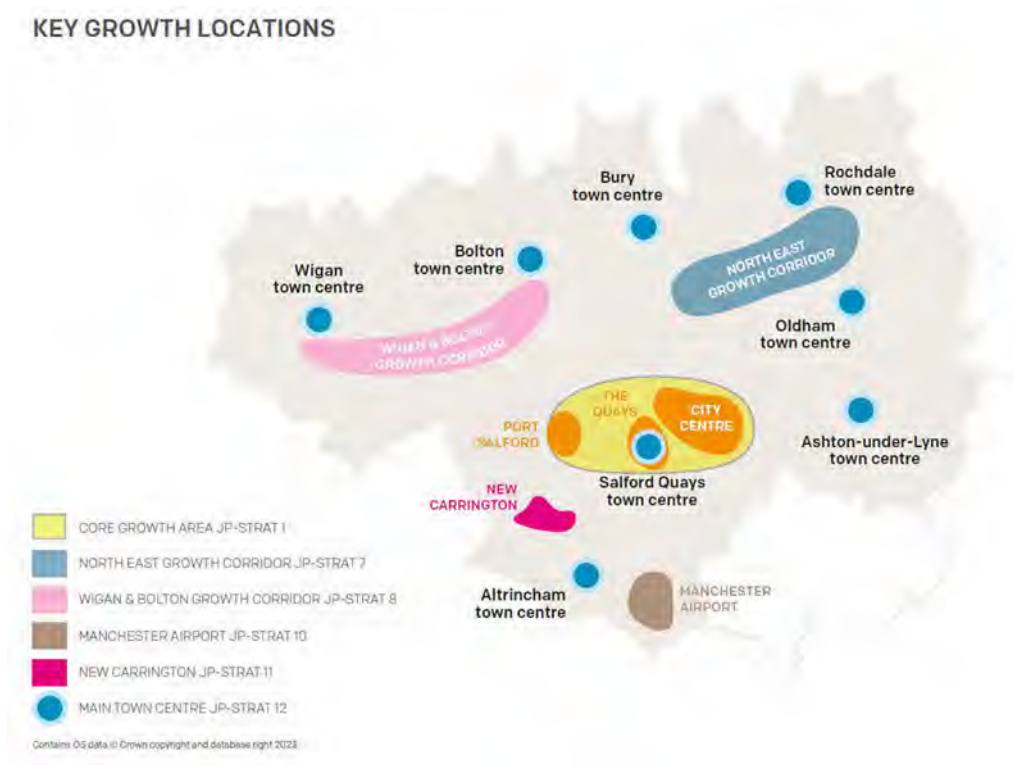 KEY GROWTH LOCATIONS
Rochdale
town centre
Bury
town centre
Bolton
town centre
NORTH EAST
GROWTH CORRIDOR
Wigan
town centre
Oldham
town centre
WIGAN & BOLTON
GROWTH CORRIDOR
THE
QUAYS
CITY
CENTRE
PORT
SALFORD
Ashton-under-Lyne
town centre
Salford Quays
town centre
NEW
CARRINGTON
Altrincham
town centre
MANCHESTER
AIRPORT
CORE GROWTH AREA JP-STRAT 1
NORTH EAST GROWTH CORRIDOR JP-STRAT 7
WIGAN & BOLTON GROWTH CORRIDOR JP-STRAT 8
MANCHESTER AIRPORT JP-STRAT 10
NEW CARRINGTON JP-STRAT 11
MAIN TOWN CENTRE JP-STRAT 12
Contains OS data © Crown copyright and database right 2023